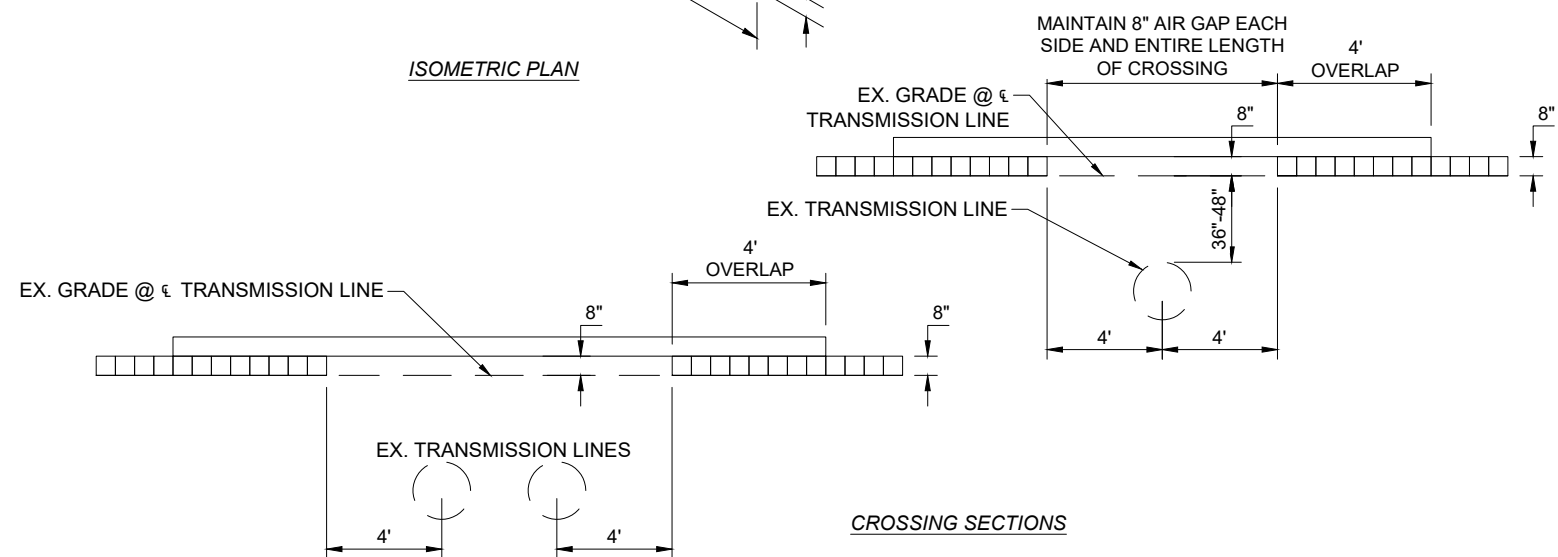 ISOMETRIC PLAN
MAINTAIN 8" AIR GAP EACH
SIDE AND ENTIRE LENGTH
OF CROSSING
4'
OVERLAP
EX. GRADE @ ℄
TRANSMISSION LINE
8"
8"
EX. TRANSMISSION LINE
36"-48"
4'
4'
4'
OVERLAP
EX. GRADE @ ℄ TRANSMISSION LINE
8"
8"
EX. TRANSMISSION LINES
4'
4'
CROSSING SECTIONS